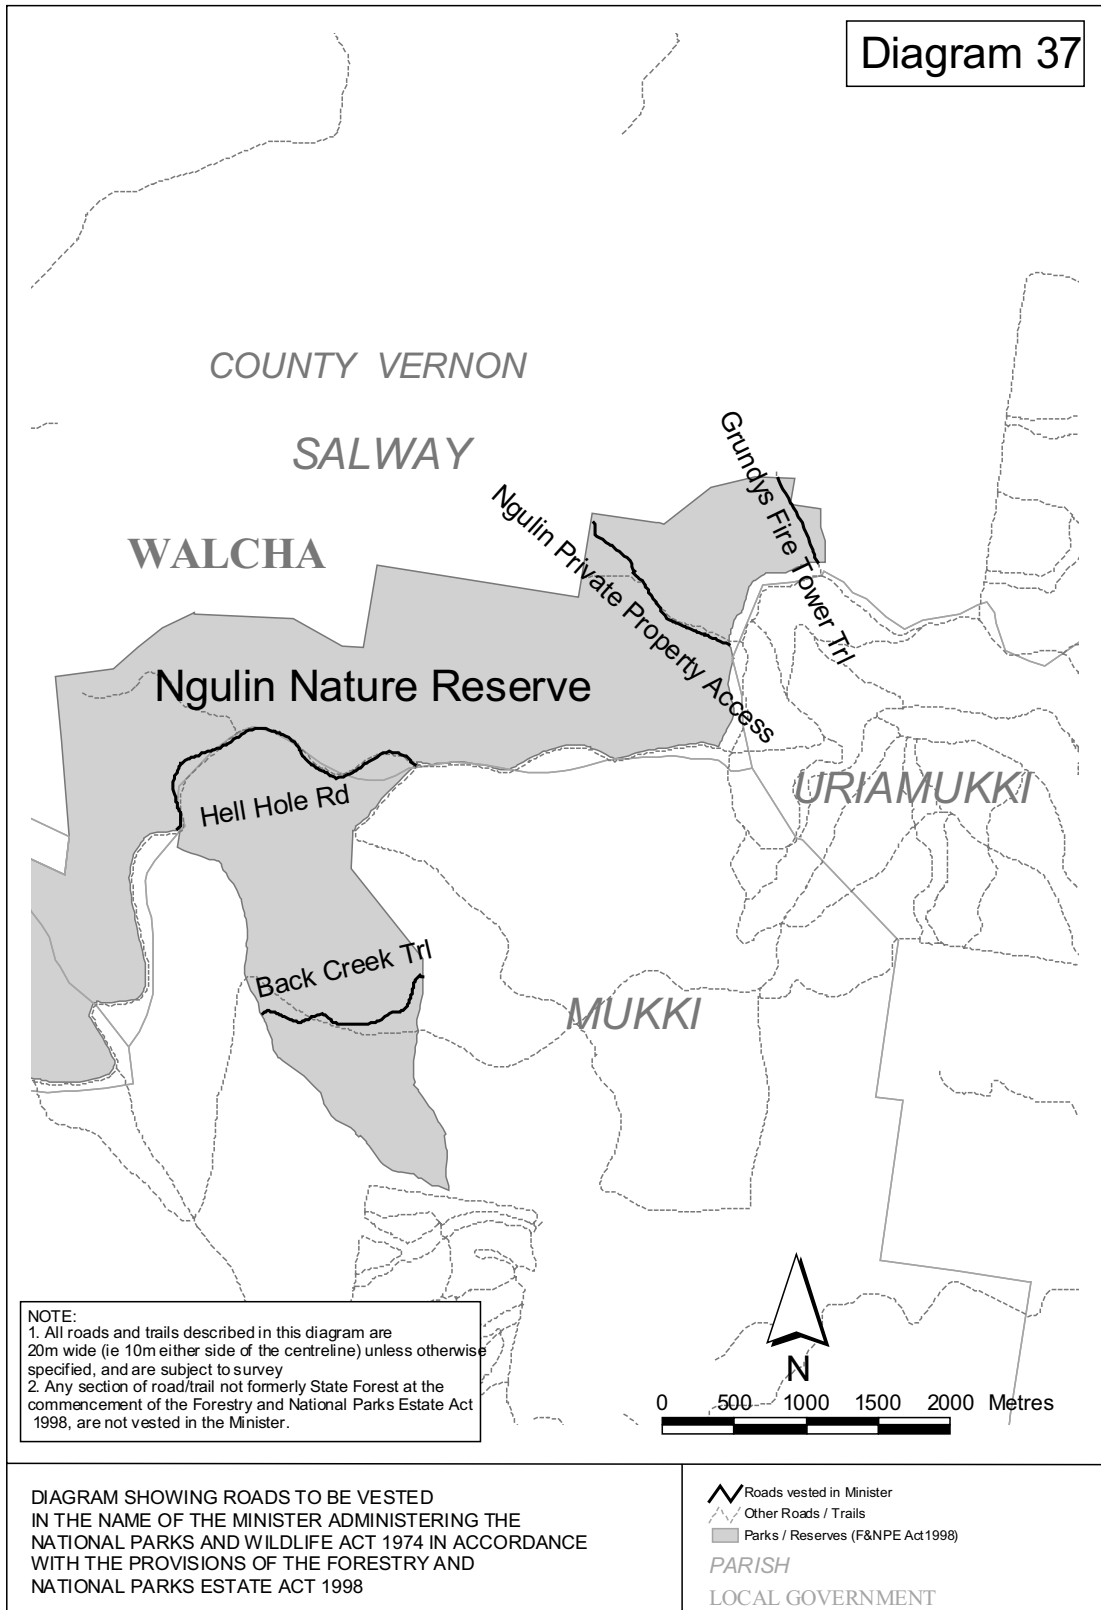 Diagram 37
COUNTY VERNON
SALWAY
Grundys Fire Tower Trl
Ngulin Private Property Access
WALCHA
Ngulin Nature Reserve
Hell Hole Rd
URIAMUKKI
Back Creek Trl
MUKKI
NOTE:
1. All roads and trails described in this diagram are
20m wide (ie 10m either side of the centreline) unless otherwise
specified, and are subject to survey
2. Any section of road/trail not formerly State Forest at the
commencement of the Forestry and National Parks Estate Act
1998, are not vested in the Minister.
N
0 500 1000 1500 2000 Metres
DIAGRAM SHOWING ROADS TO BE VESTED
IN THE NAME OF THE MINISTER ADMINISTERING THE
NATIONAL PARKS AND WILDLIFE ACT 1974 IN ACCORDANCE
WITH THE PROVISIONS OF THE FORESTRY AND
NATIONAL PARKS ESTATE ACT 1998
Roads vested in Minister
Other Roads / Trails
Parks / Reserves (F&NPE Act1998)
PARISH
LOCAL GOVERNMENT